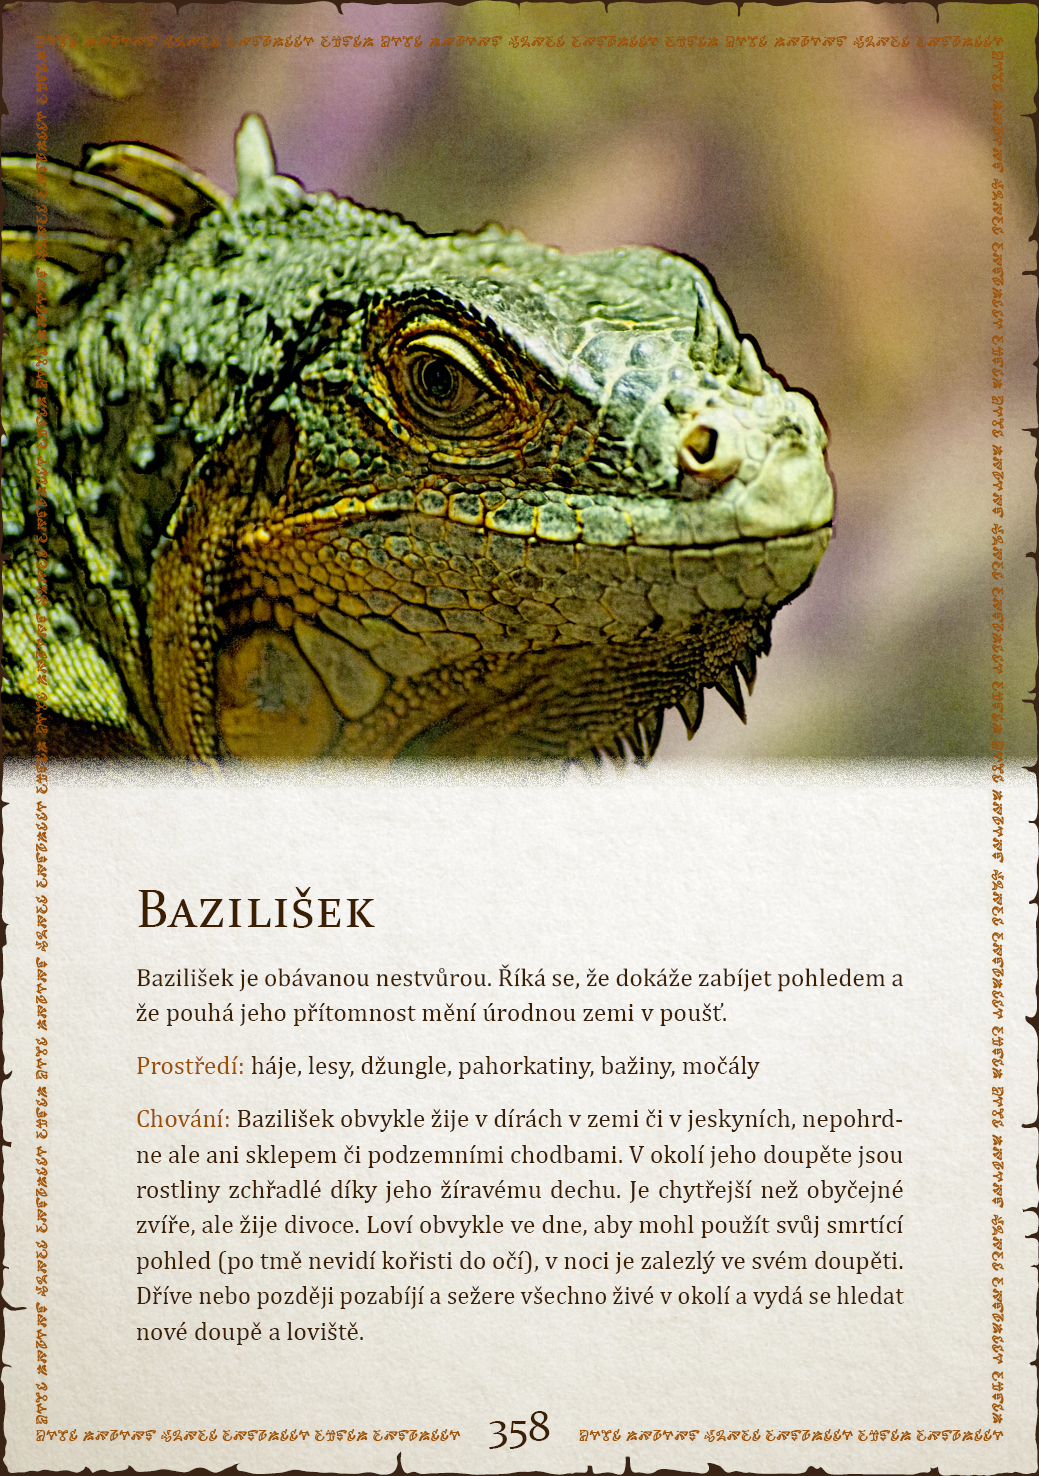 Bazilišek
Bazilišek je obávanou nestvůrou. Říká se, že dokáže zabíjet pohledem a
že pouhá jeho přítomnost mění úrodnou zemi v poušť.
Prostředí: háje, lesy, džungle, pahorkatiny, bažiny, močály
Chování: Bazilišek obvykle žije v dírách v zemi či v jeskyních, nepohrd-
ne ale ani sklepem či podzemními chodbami. V okolí jeho doupěte jsou
rostliny zchřadlé díky jeho žíravému dechu. Je chytřejší než obyčejné
zvíře, ale žije divoce. Loví obvykle ve dne, aby mohl použít svůj smrtící
pohled (po tmě nevidí kořisti do očí), v noci je zalezlý ve svém doupěti.
Dříve nebo později pozabíjí a sežere všechno živé v okolí a vydá se hledat
nové doupě a loviště.
358